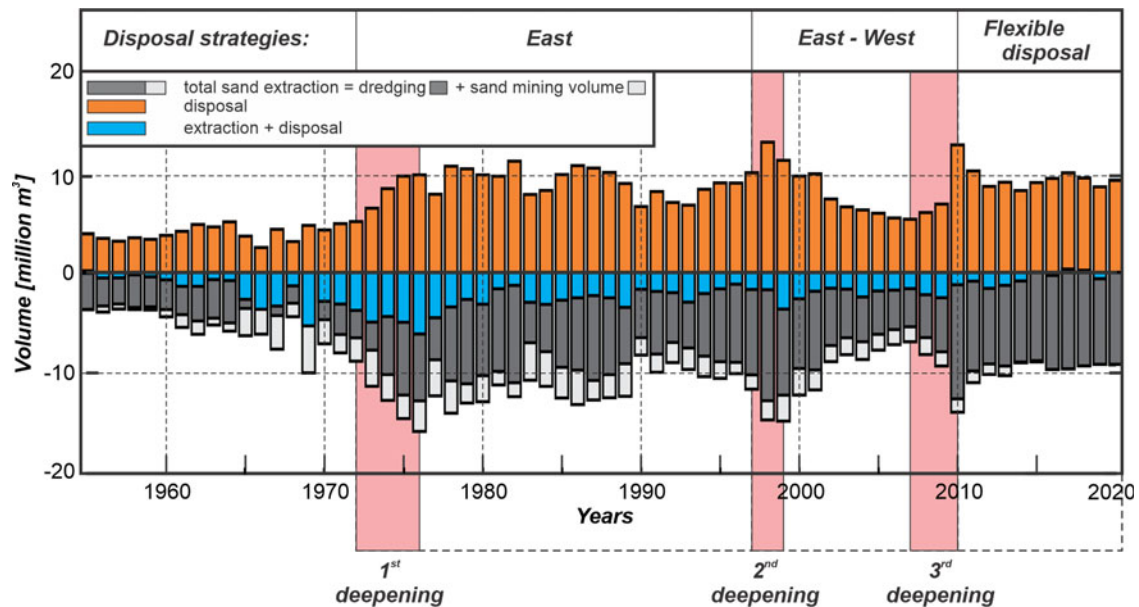 Disposal strategies:
East
East - West
Flexible
disposal
total sand extraction = dredging + sand mining volume
disposal
extraction + disposal
20
10
0
-10
-20
Volume [million m³]
1960
1970
1980
1990
2000
2010
2020
Years
1st
deepening
2nd
deepening
3rd
deepening